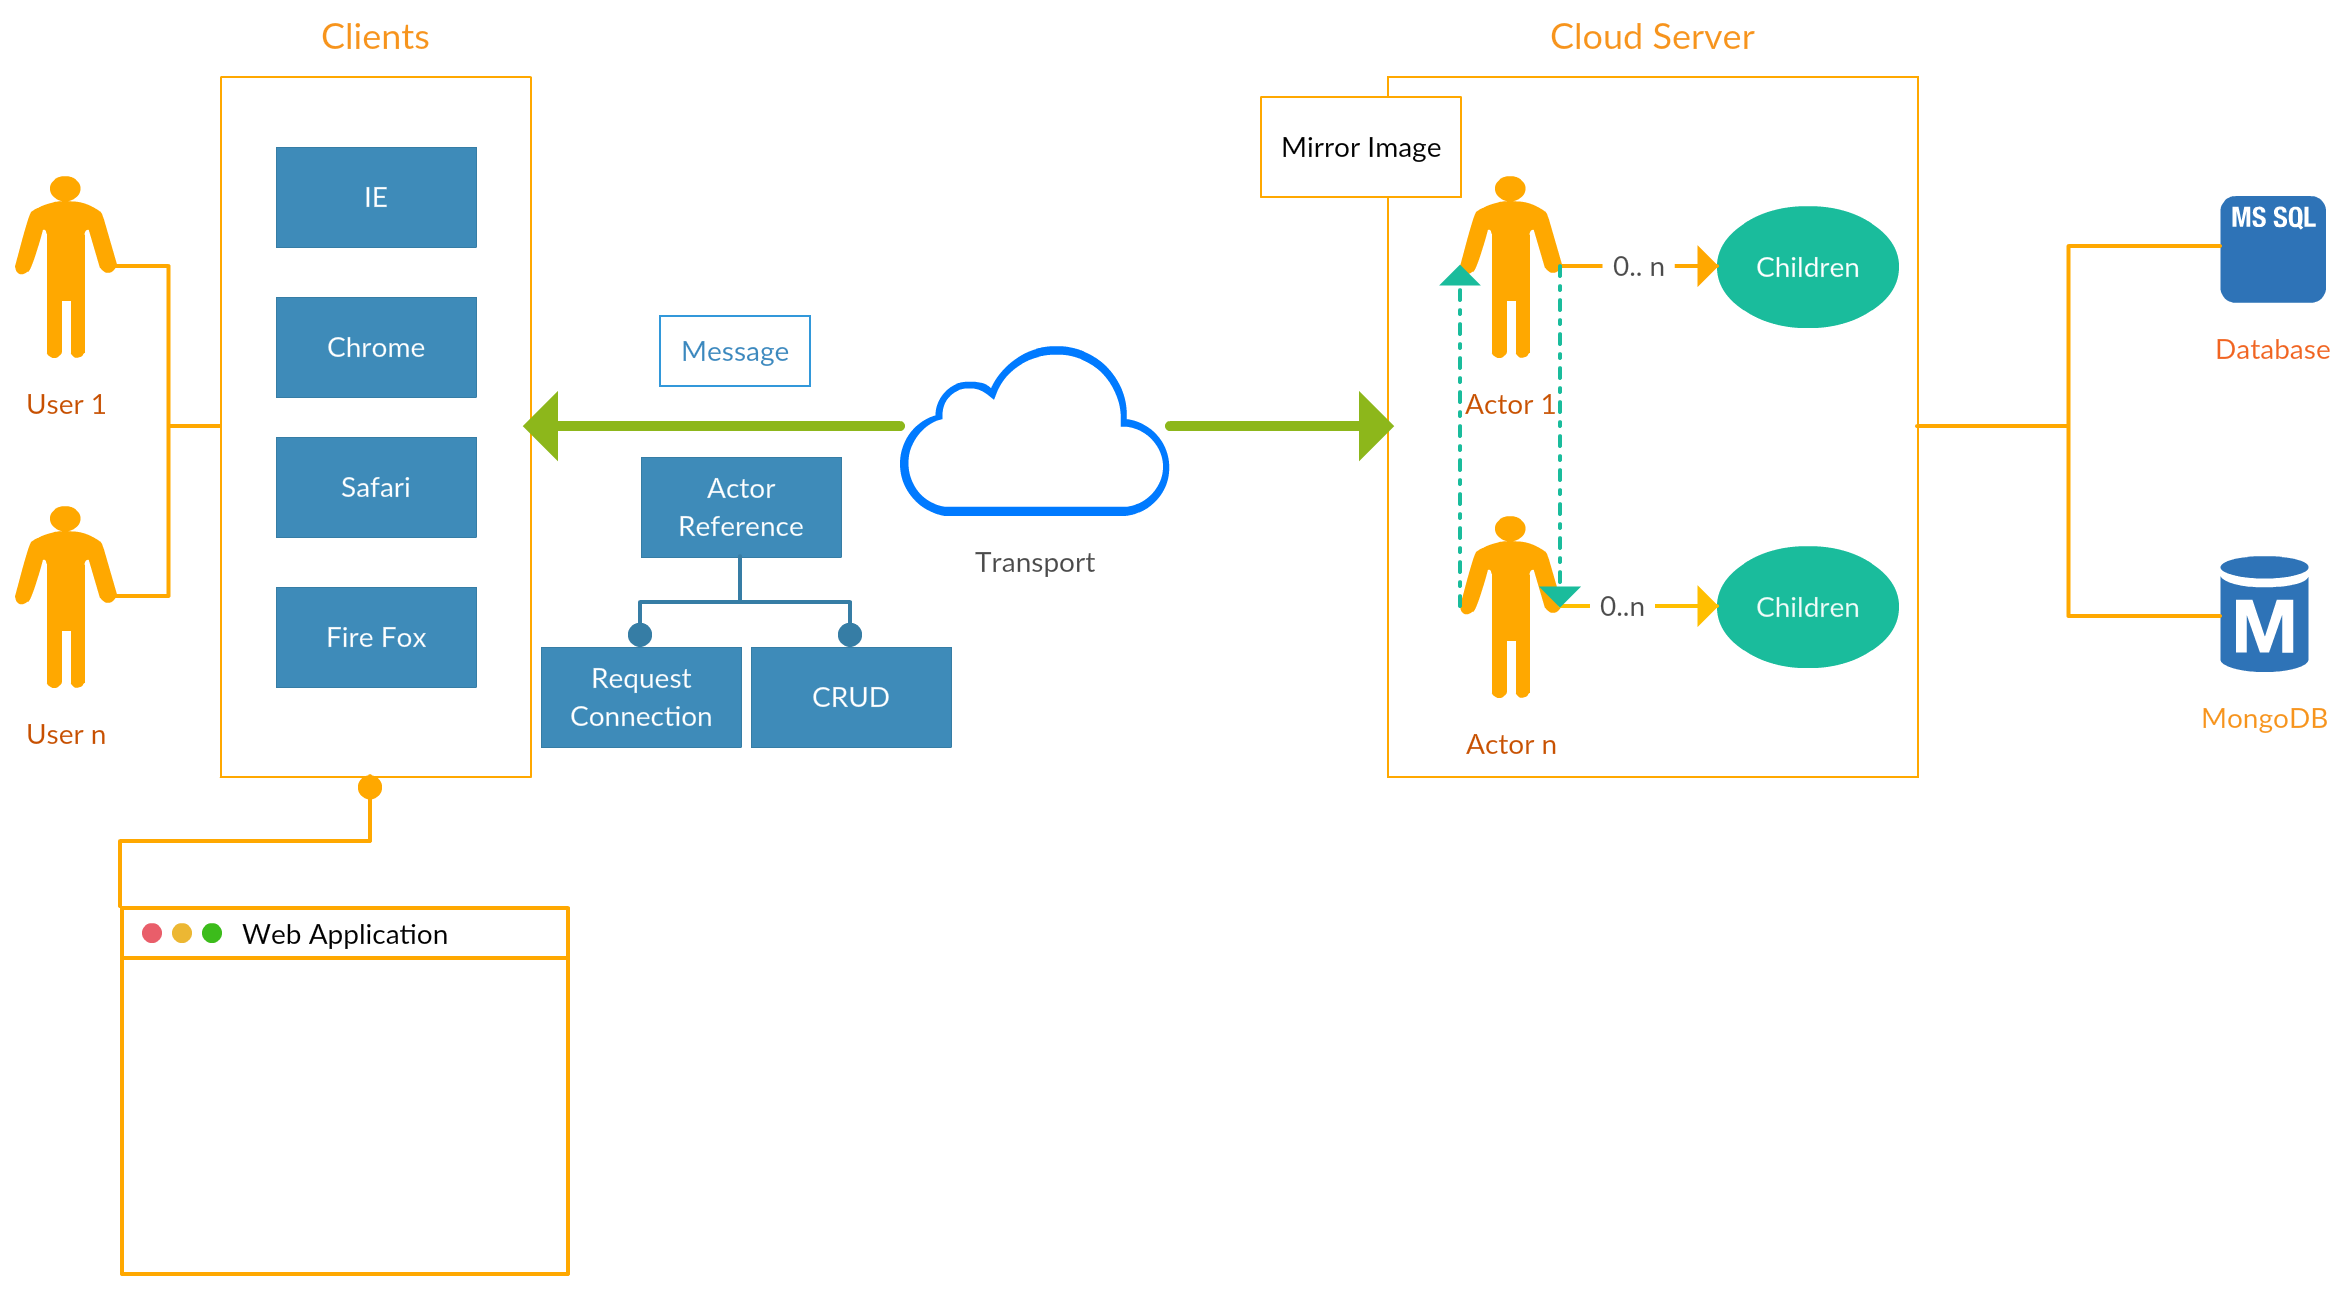 Clients
Cloud Server
IE
Chrome
Safari
Fire Fox
User 1
User n
Message
Actor
Reference
Request
Connection
CRUD
Transport
Mirror Image
Actor 1
0.. n
Children
Actor n
0..n
Children
MS SQL
Database
M
MongoDB
Web Application